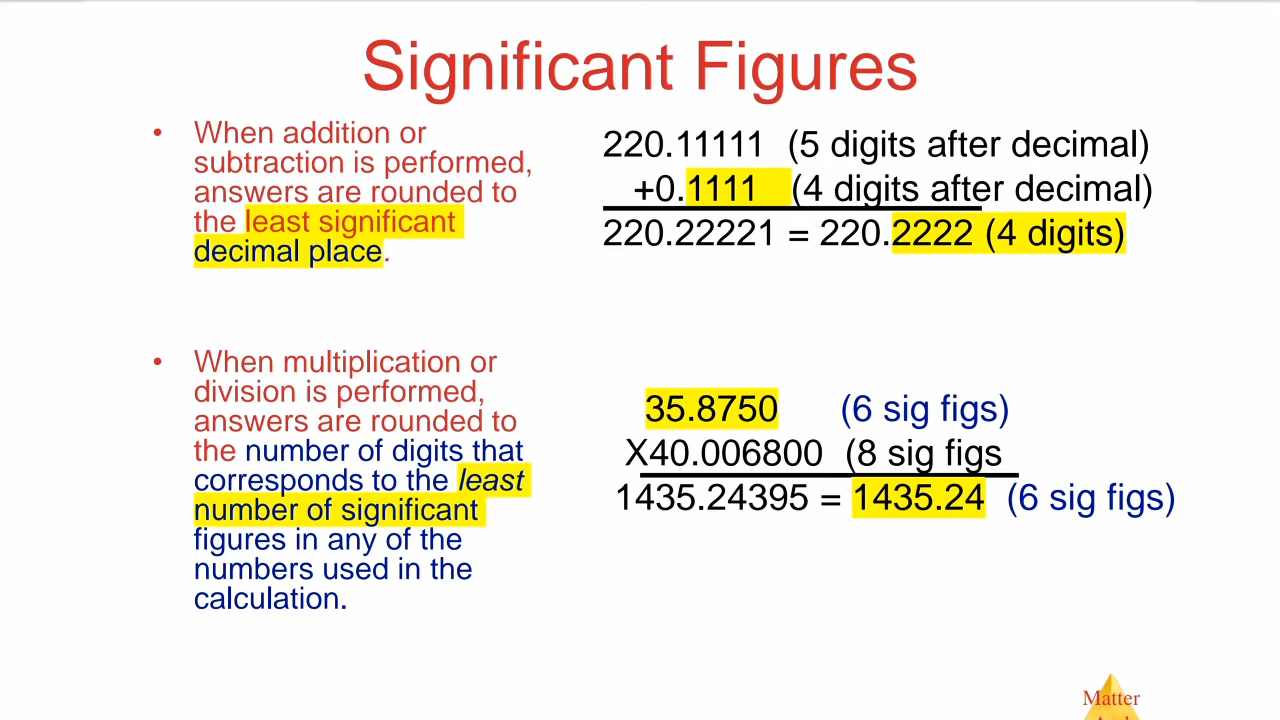 Significant Figures
• When addition or
subtraction is performed,
answers are rounded to
the least significant
decimal place.
220.11111 (5 digits after decimal)
+0.1111 (4 digits after decimal)
220.22221 = 220.2222 (4 digits)
• When multiplication or
division is performed,
answers are rounded to
the number of digits that
corresponds to the least
number of significant
figures in any of the
numbers used in the
calculation.
35.8750 (6 sig figs)
X40.006800 (8 sig figs
1435.24395 = 1435.24 (6 sig figs)
Matter